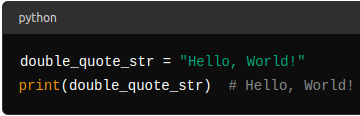 python
double_quote_str = "Hello, World!"
print(double_quote_str)  # Hello, World!